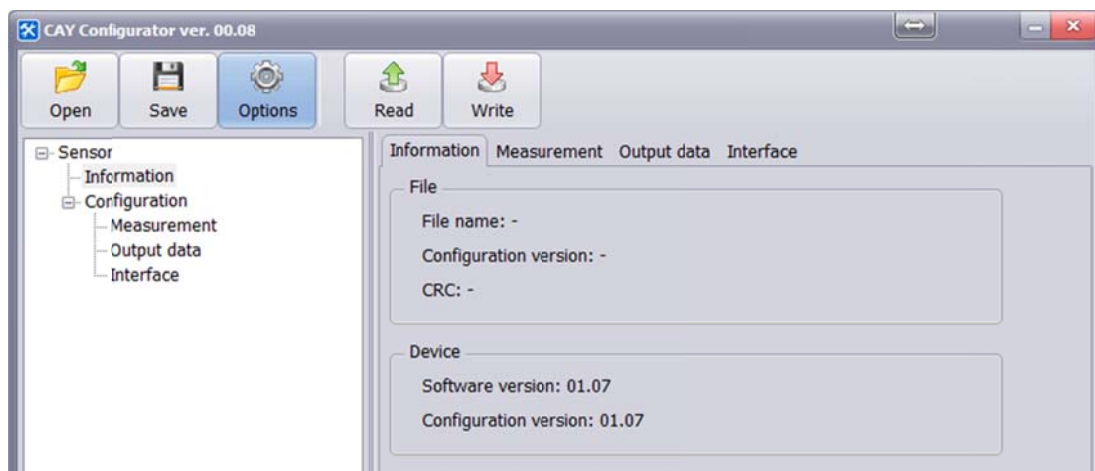 CAY Configurator ver. 00.08
Open Save Options Read Write
Sensor
Information
Configuration
Measurement
Output data
Interface
Information Measurement Output data Interface
File
File name: -
Configuration version: -
CRC: -
Device
Software version: 01.07
Configuration version: 01.07